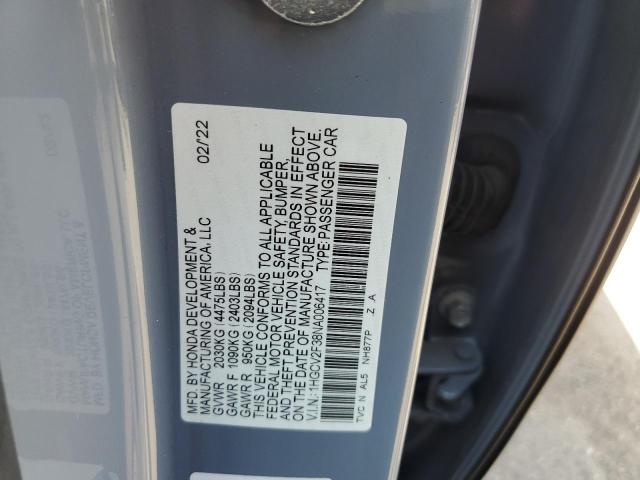 MFD. BY HONDA DEVELOPMENT &
MANUFACTURING OF AMERICA, LLC 02/22
GVWR 2030KG(4475LBS)
GAWR F 1090KG(2403LBS)
GAWR R 950KG(2094LBS)
THIS VEHICLE CONFORMS TO ALL APPLICABLE
FEDERAL MOTOR VEHICLE SAFETY, BUMPER,
AND THEFT PREVENTION STANDARDS IN EFFECT
ON THE DATE OF MANUFACTURE SHOWN ABOVE.
V.I.N.: 1HGCV2F38NA006417 TYPE: PASSENGER CAR
TVC N AL5 NH877P Z A